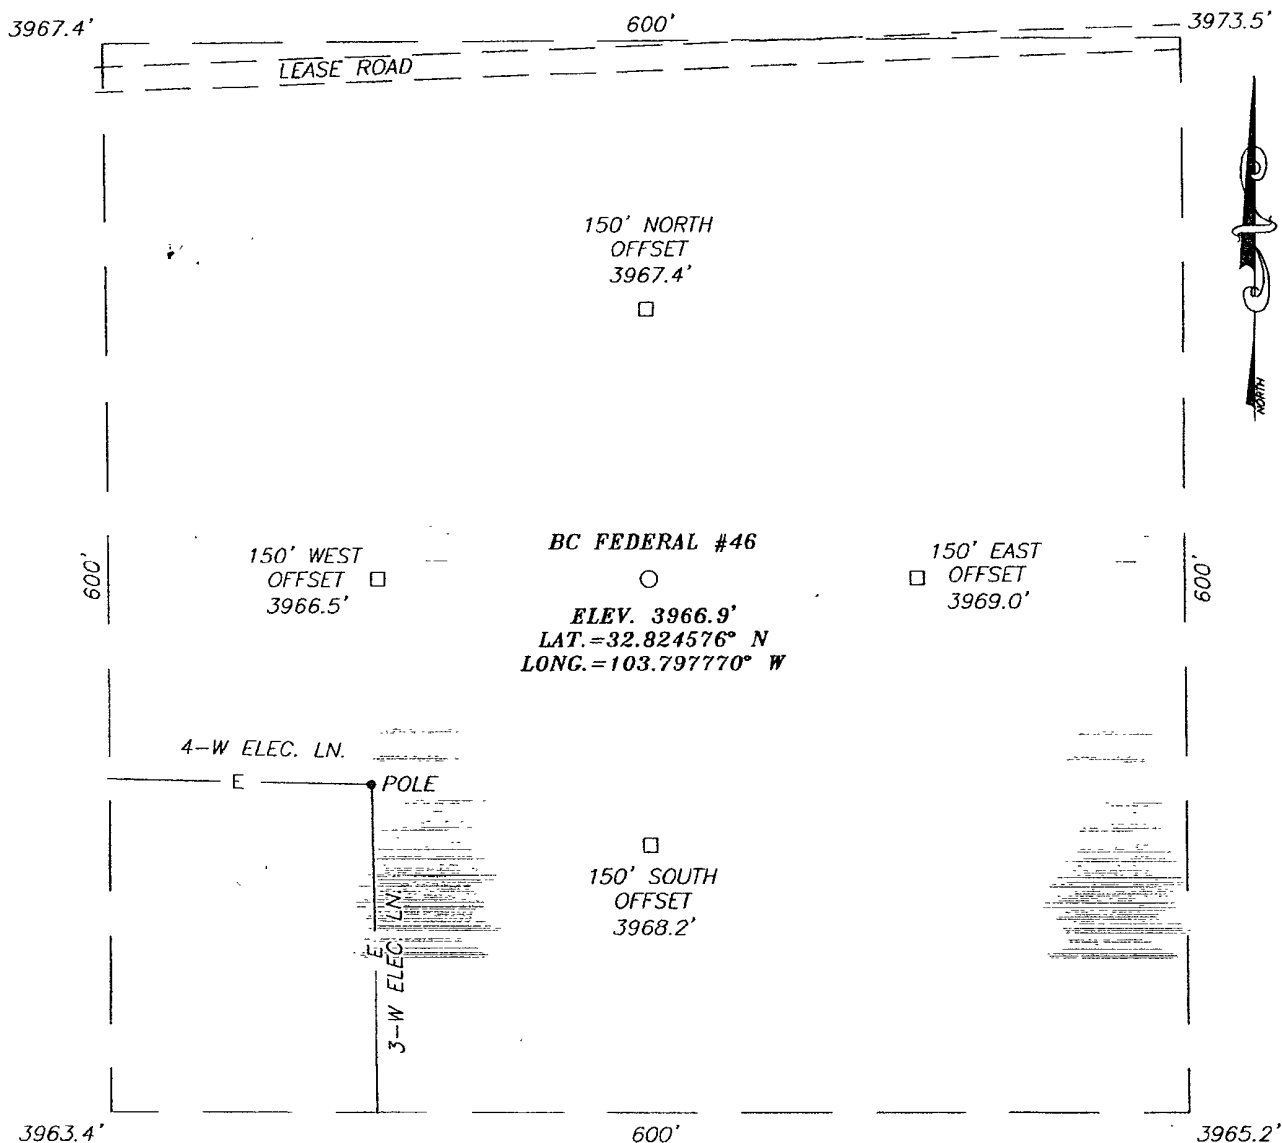 3967.4'
600'
3973.5'
LEASE ROAD
NORTH
150' NORTH
OFFSET
3967.4'
600'
150' WEST
OFFSET
3966.5'
BC FEDERAL #46
ELEV. 3966.9'
LAT.=32.824576° N
LONG.=103.797770° W
150' EAST
OFFSET
3969.0'
600'
4-W ELEC. LN.
E
POLE
E
3-W ELEC. LN.
150' SOUTH
OFFSET
3968.2'
3963.4'
600'
3965.2'